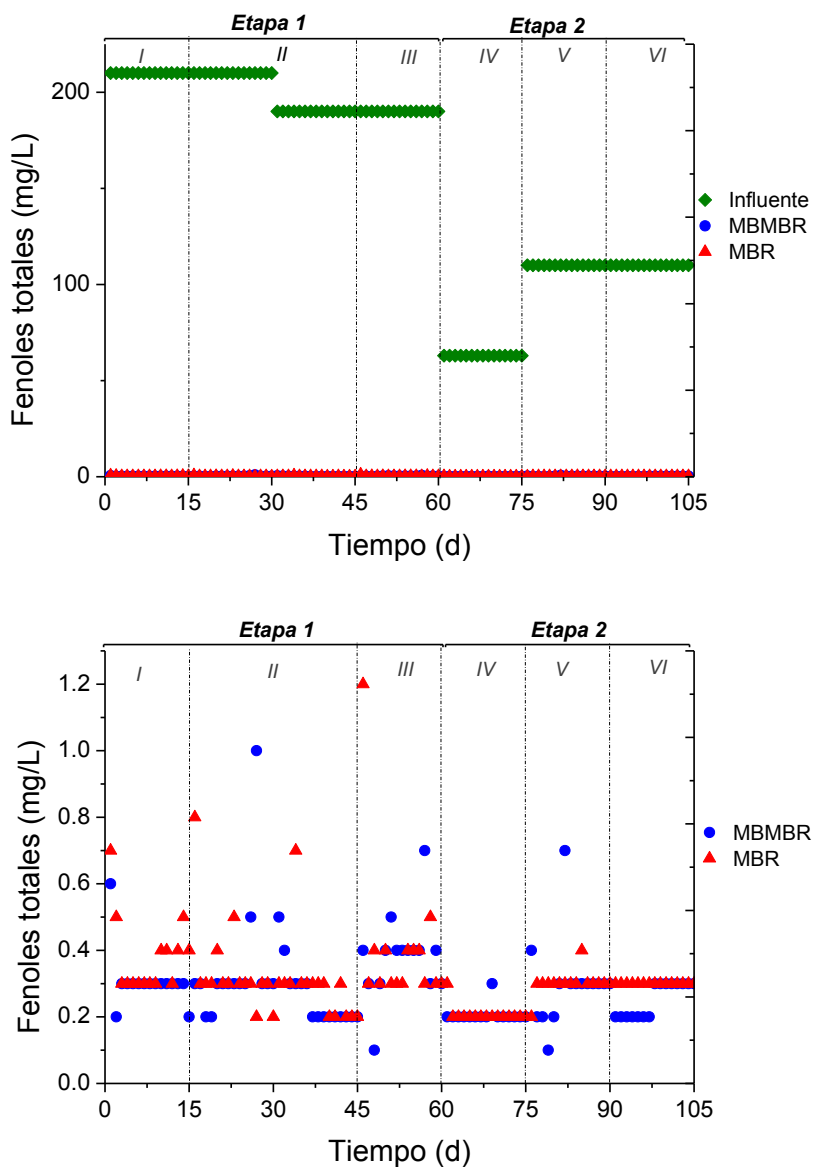 Etapa 1 Etapa 2
I II III IV V VI
200
100
0
Fenoles totales (mg/L)
0 15 30 45 60 75 90 105
Tiempo (d)
Influente
MBMBR
MBR
Etapa 1 Etapa 2
I II III IV V VI
1.2
1.0
0.8
0.6
0.4
0.2
0.0
Fenoles totales (mg/L)
0 15 30 45 60 75 90 105
Tiempo (d)
MBMBR
MBR